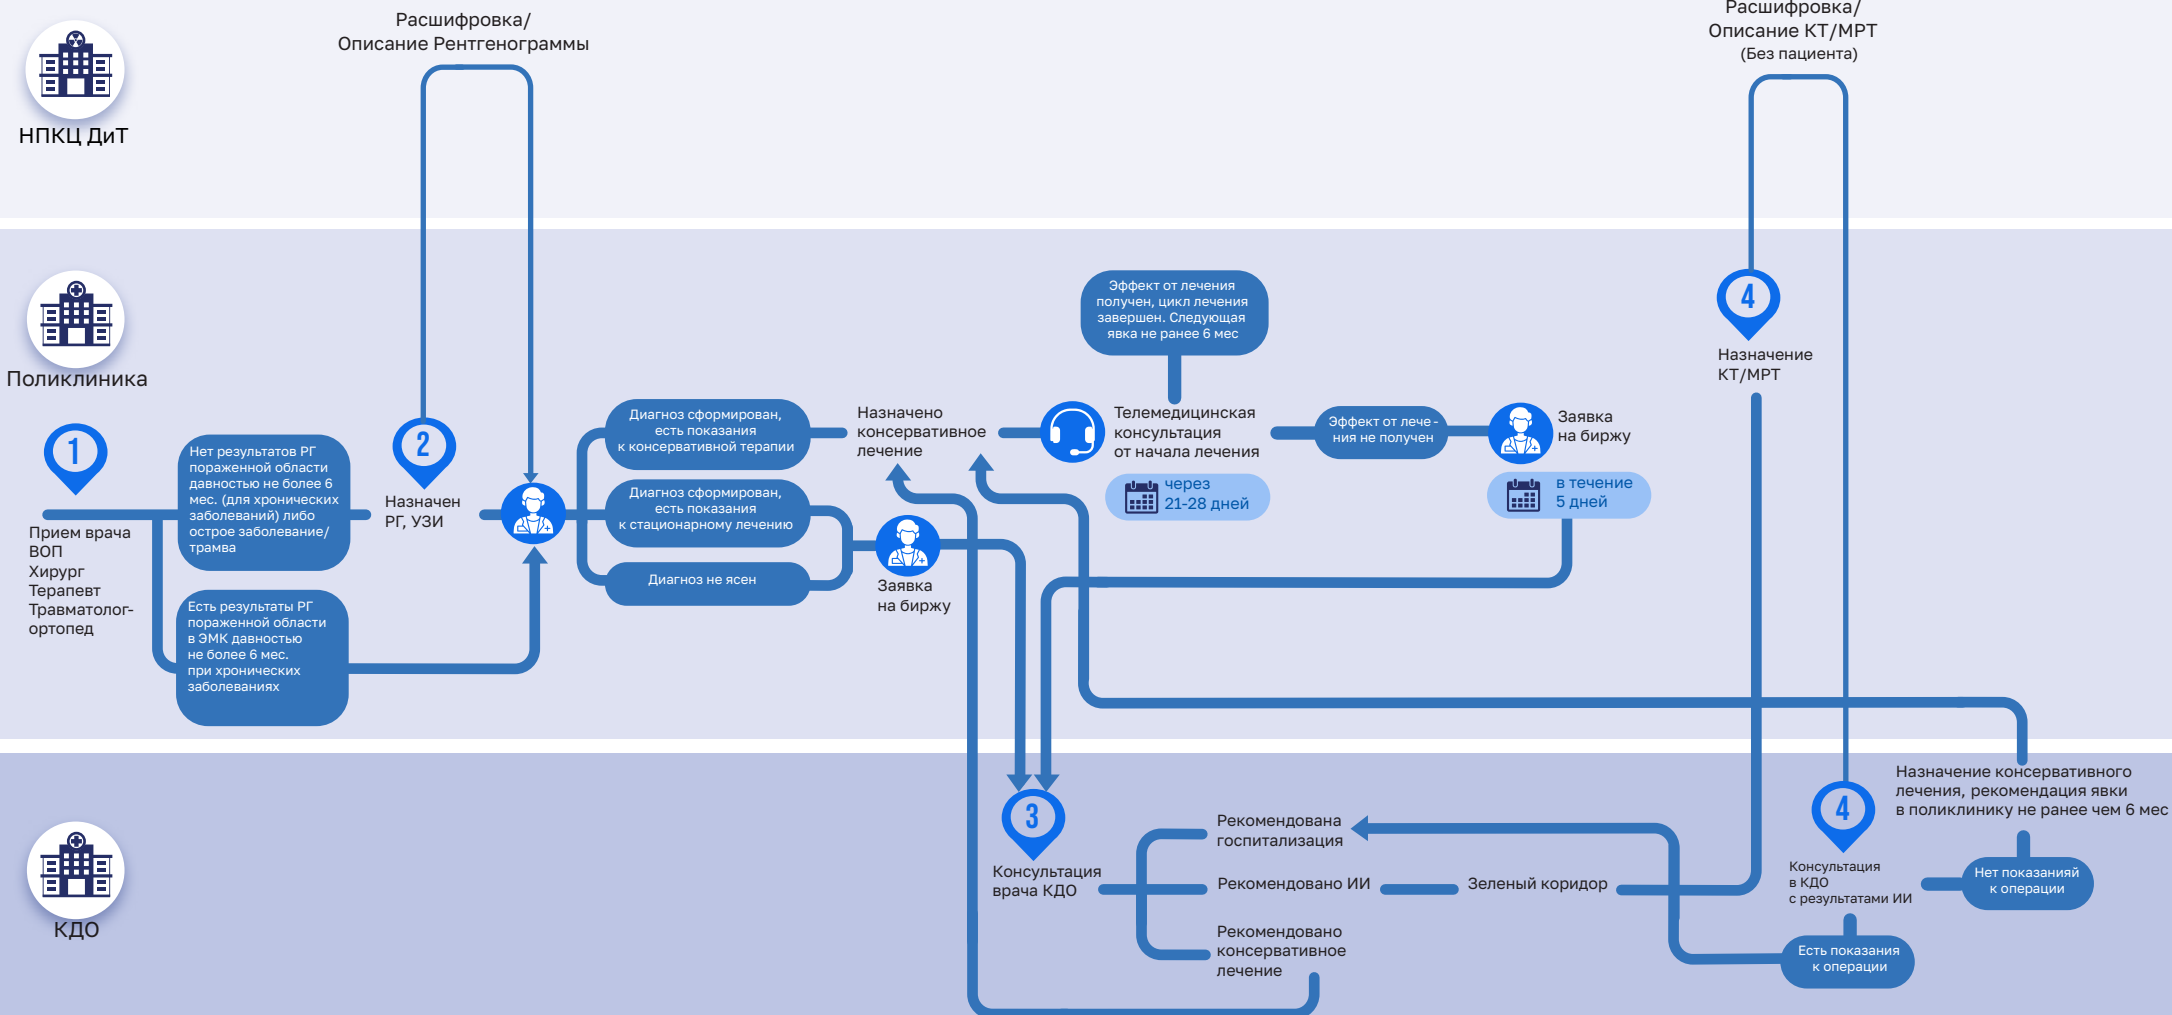 Расшифровка/
Описание Рентгенограммы
Расшифровка/
Описание КТ/МРТ
(Без пациента)
НПКЦ ДиТ
Поликлиника
1
Прием врача
ВОП
Хирург
Терапевт
Травматолог-
ортопед
Нет результатов РГ
пораженной области
давностью не более 6
мес. (для хронических
заболеваний) либо
острое заболевание/
трамва
Есть результаты РГ
пораженной области
в ЭМК давностью
не более 6 мес.
при хронических
заболеваниях
2
Назначен
РГ, УЗИ
Диагноз сформирован,
есть показания
к консервативной терапии
Диагноз сформирован,
есть показания
к стационарному лечению
Диагноз не ясен
Заявка
на биржу
Назначено
консервативное
лечение
Эффект от лечения
получен, цикл лечения
завершен. Следующая
явка не ранее 6 мес
Телемедицинская
консультация
от начала лечения
через
21-28 дней
Эффект от лече -
ния не получен
Заявка
на биржу
в течение
5 дней
4
Назначение
КТ/МРТ
КДО
3
Консультация
врача КДО
Рекомендована
госпитализация
Рекомендовано ИИ
Зеленый коридор
Рекомендовано
консервативное
лечение
4
Консультация
в КДО
с результатами ИИ
Есть показания
к операции
Нет показанияй
к операции
Назначение консервативного
лечения, рекомендация явки
в поликлинику не ранее чем 6 мес